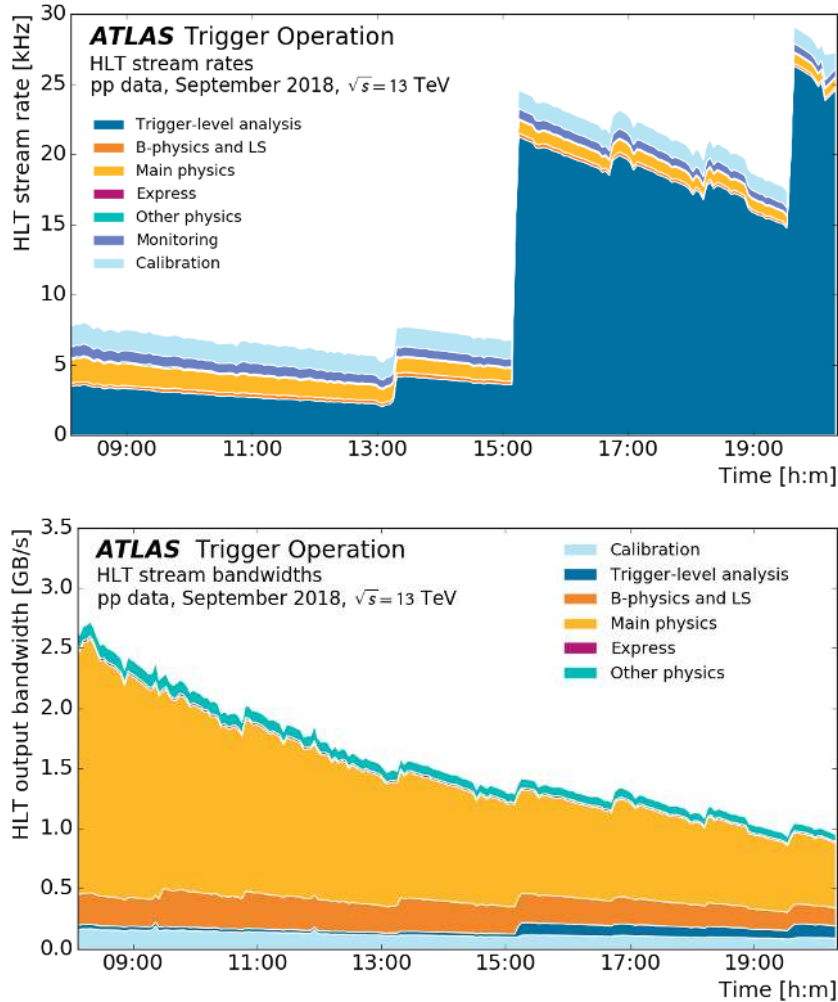 ATLAS Trigger Operation
HLT stream rates
pp data, September 2018, √s = 13 TeV
Trigger-level analysis
B-physics and LS
Main physics
Express
Other physics
Monitoring
Calibration
HLT stream rate [kHz]
30
25
20
15
10
5
0
09:00 11:00 13:00 15:00 17:00 19:00
Time [h:m]
ATLAS Trigger Operation
HLT stream bandwidths
pp data, September 2018, √s = 13 TeV
Calibration
Trigger-level analysis
B-physics and LS
Main physics
Express
Other physics
HLT output bandwidth [GB/s]
3.5
3.0
2.5
2.0
1.5
1.0
0.5
0.0
09:00 11:00 13:00 15:00 17:00 19:00
Time [h:m]